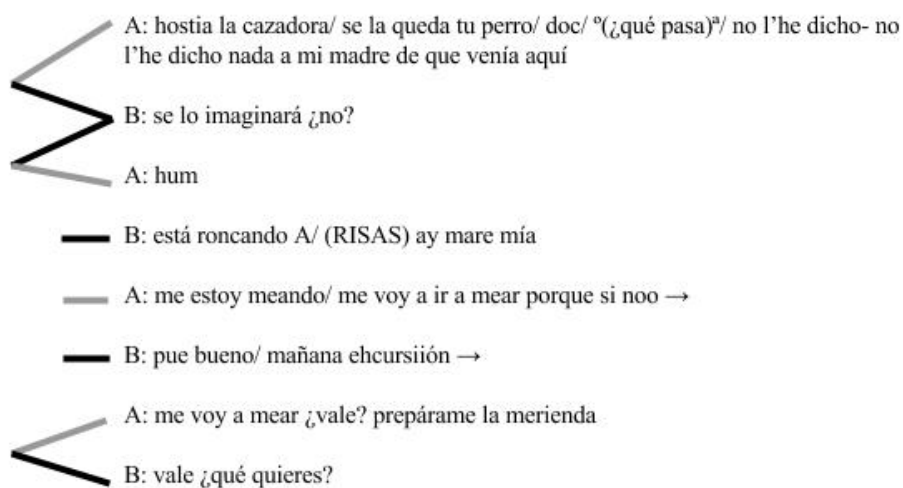 A: hostia la cazadora/ se la queda tu perro/ doc/ º(¿qué pasa)ª/ no l’he dicho- no
l’he dicho nada a mi madre de que venía aquí
B: se lo imaginará ¿no?
A: hum
B: está roncando A/ (RISAS) ay mare mía
A: me estoy meando/ me voy a ir a mear porque si noo →
B: pue bueno/ mañana ehcursiión →
A: me voy a mear ¿vale? prepárame la merienda
B: vale ¿qué quieres?